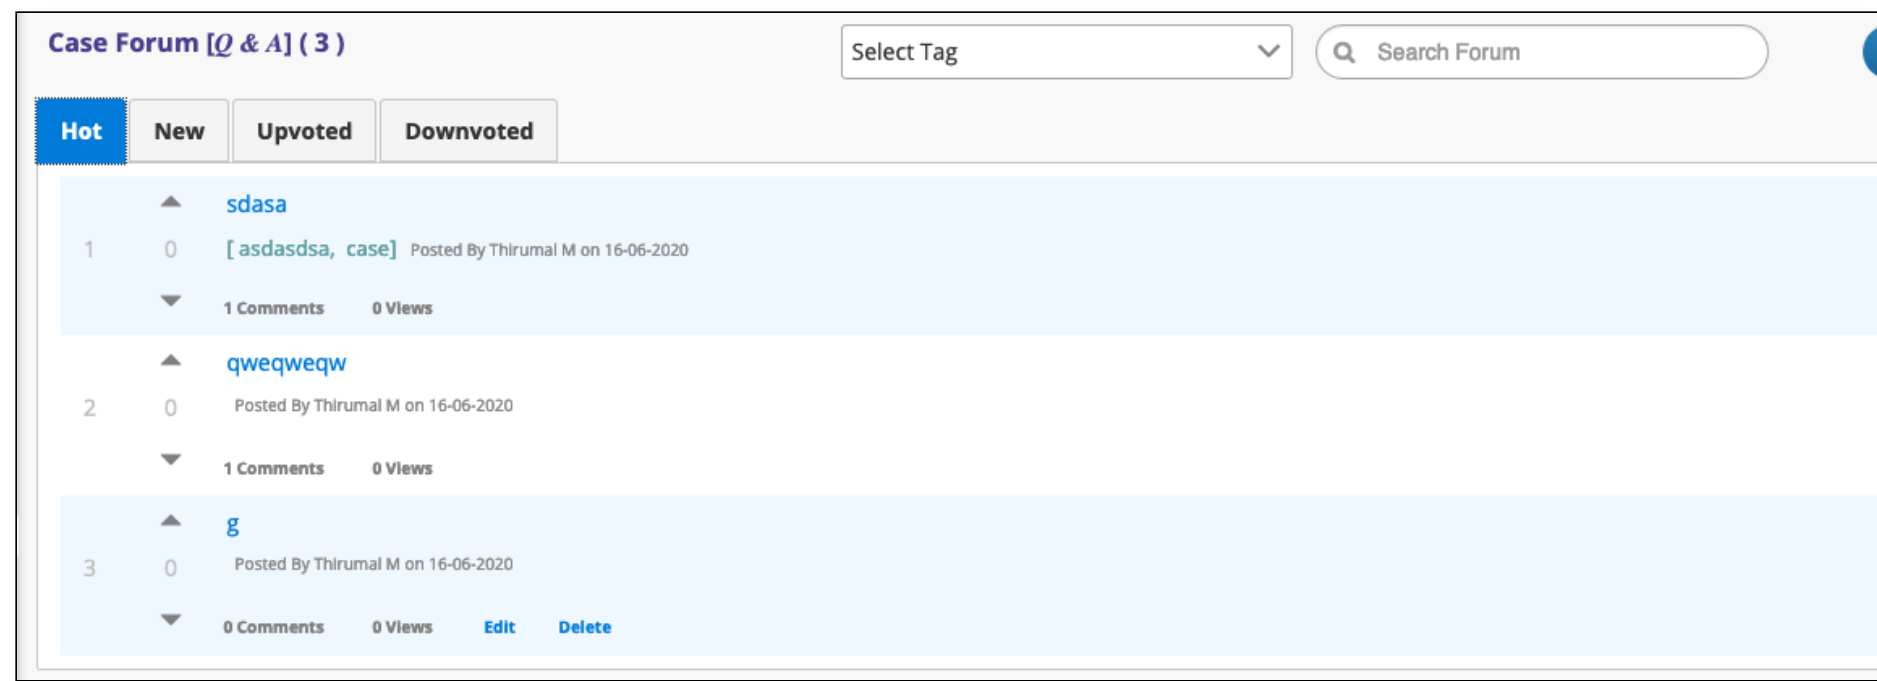 Case Forum [Q & A] ( 3 )
Select Tag
Search Forum
Hot New Upvoted Downvoted
sdasa
1 0 [ asdasdsa, case] Posted By Thirumal M on 16-06-2020
1 Comments 0 Views
qweqweqw
2 0 Posted By Thirumal M on 16-06-2020
1 Comments 0 Views
g
3 0 Posted By Thirumal M on 16-06-2020
0 Comments 0 Views Edit Delete